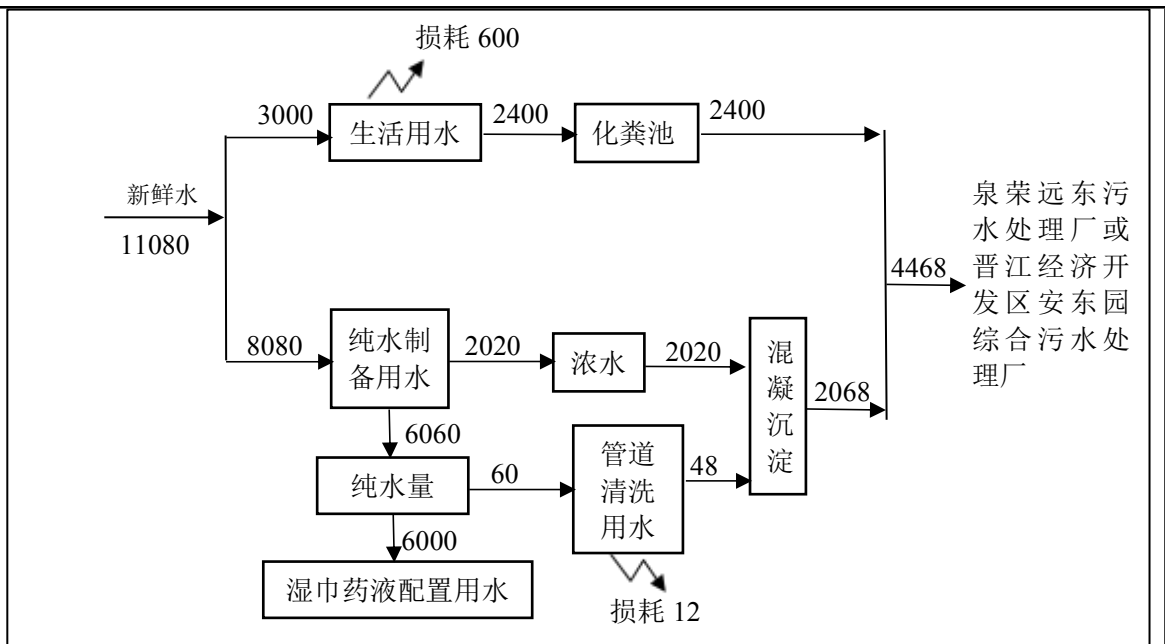 损耗 600
3000
生活用水
2400
化粪池
2400
新鲜水
11080
泉荣远东污
水处理厂或
晋江经济开
发区安东园
综合污水处
理厂
4468
8080
纯水制
备用水
2020
浓水
2020
混
凝
沉
淀
2068
6060
纯水量
60
管道
清洗
用水
48
6000
湿巾药液配置用水
损耗 12